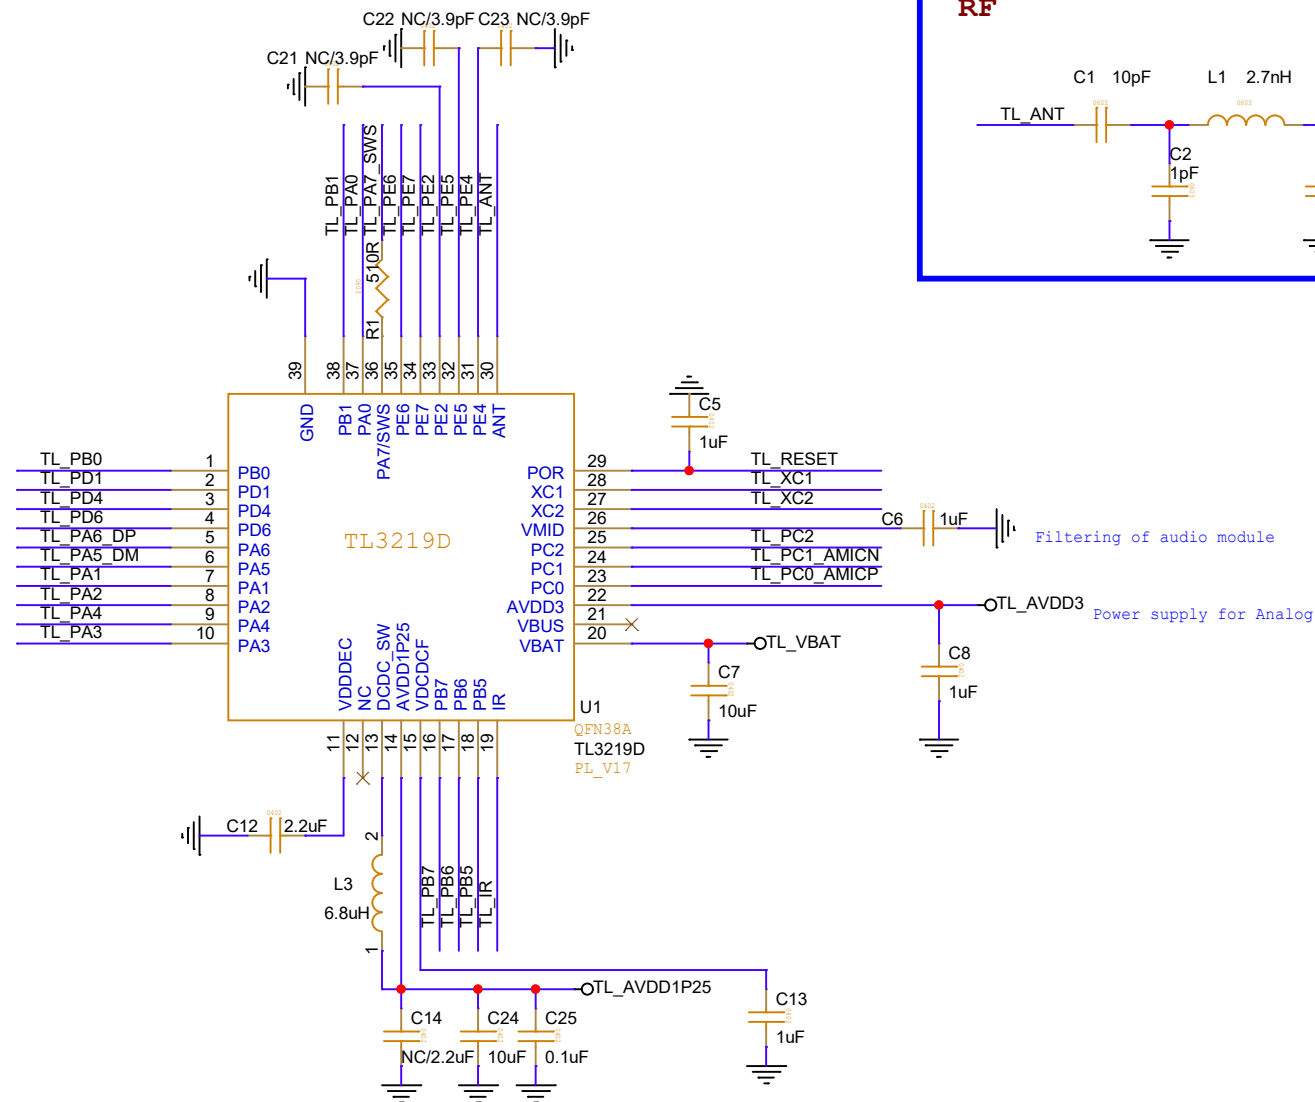 RF
C22 NC/3.9pF
C23 NC/3.9pF
C21 NC/3.9pF
C1 10pF
L1 2.7nH
0603
0603
TL_ANT
C2
1pF
TL_PB1
TL_PA0
TL_PA7_SWS
TL_PE6
TL_PE7
TL_PE2
TL_PE5
TL_PE4
TL_ANT
R1 510R
39
38
37
36
35
34
33
32
31
30
GND
PB1
PA0
PA7/SWS
PE6
PE7
PE2
PE5
PE4
ANT
C5
1uF
TL_PB0 1 PB0
TL_PD1 2 PD1
TL_PD4 3 PD4
TL_PD6 4 PD6
TL_PA6_DP 5 PA6
TL_PA5_DM 6 PA5
TL_PA1 7 PA1
TL_PA2 8 PA2
TL_PA4 9 PA4
TL_PA3 10 PA3
TL3219D
POR 29 TL_RESET
XC1 28 TL_XC1
XC2 27 TL_XC2
VMID 26
PC2 25 TL_PC2
PC1 24 TL_PC1_AMICN
PC0 23 TL_PC0_AMICP
AVDD3 22 TL_AVDD3
VBUS 21
VBAT 20 TL_VBAT
C6 1uF
0402
Filtering of audio module
Power supply for Analog
C7
10uF
C8
1uF
VDDDEC
NC
DCDC_SW
AVDD1P25
VDCDCF
PB7
PB6
PB5
IR
11
12
13
14
15
16
17
18
19
U1
QFN38A
TL3219D
PL_V17
C12 2.2uF
0402
2
L3
6.8uH
1
TL_PB7
TL_PB6
TL_PB5
TL_IR
TL_AVDD1P25
C14
NC/2.2uF
C24
10uF
C25
0.1uF
C13
1uF